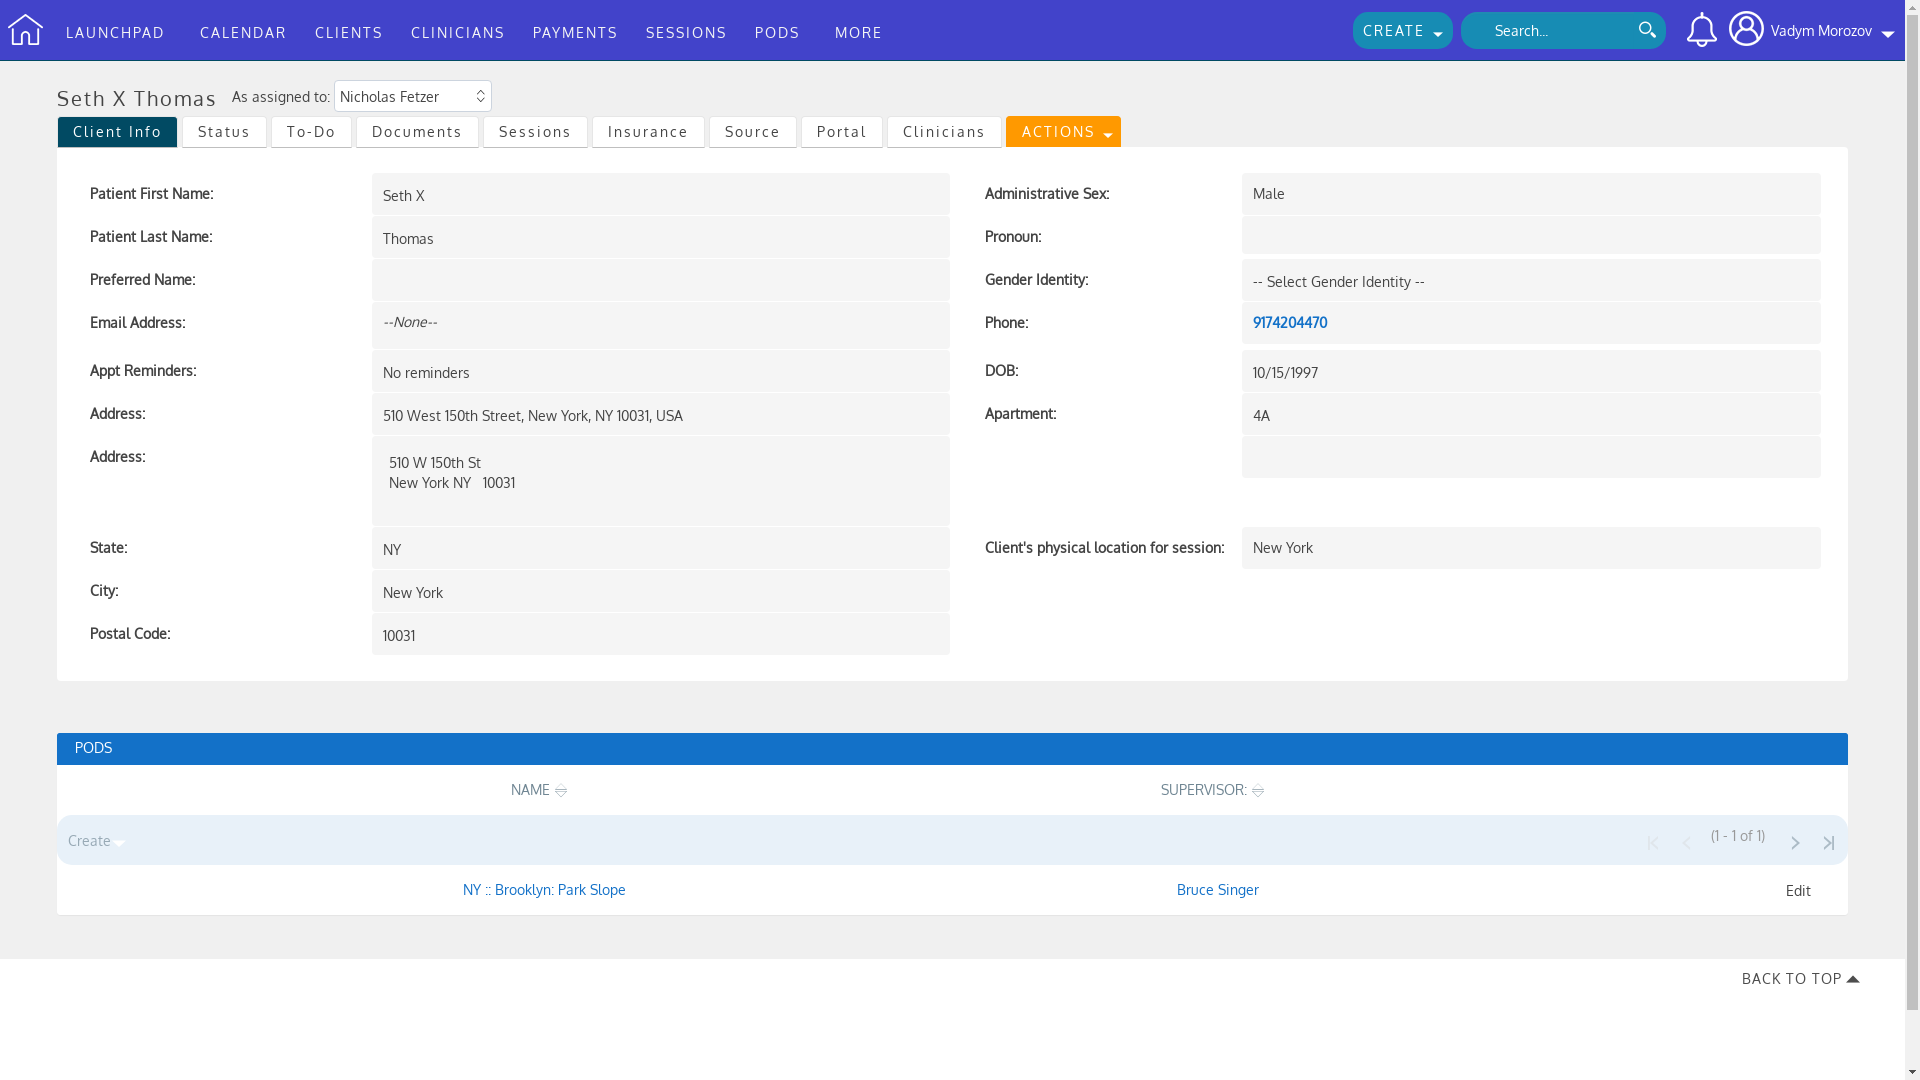 LAUNCHPAD CALENDAR CLIENTS CLINICIANS PAYMENTS SESSIONS PODS MORE CREATE Search... Vadym Morozov
Seth X Thomas As assigned to: Nicholas Fetzer
Client Info Status To-Do Documents Sessions Insurance Source Portal Clinicians ACTIONS
Patient First Name: Seth X Administrative Sex: Male
Patient Last Name: Thomas Pronoun:
Preferred Name: Gender Identity: -- Select Gender Identity --
Email Address: --None-- Phone: 9174204470
Appt Reminders: No reminders DOB: 10/15/1997
Address: 510 West 150th Street, New York, NY 10031, USA Apartment: 4A
Address: 510 W 150th St
New York NY 10031
State: NY Client's physical location for session: New York
City: New York
Postal Code: 10031
PODS
NAME SUPERVISOR:
Create (1 - 1 of 1)
NY :: Brooklyn: Park Slope Bruce Singer Edit
BACK TO TOP